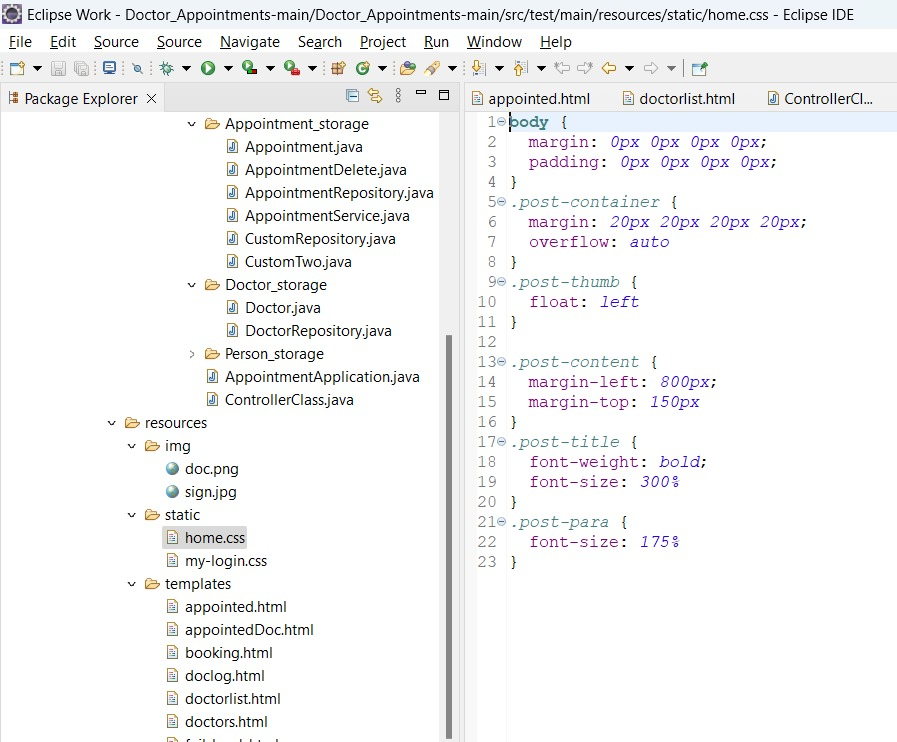 Eclipse Work - Doctor_Appointments-main/Doctor_Appointments-main/src/test/main/resources/static/home.css - Eclipse IDE
File Edit Source Source Navigate Search Project Run Window Help
Package Explorer
Appointment_storage
Appointment.java
AppointmentDelete.java
AppointmentRepository.java
AppointmentService.java
CustomRepository.java
CustomTwo.java
Doctor_storage
Doctor.java
DoctorRepository.java
Person_storage
AppointmentApplication.java
ControllerClass.java
resources
img
doc.png
sign.jpg
static
home.css
my-login.css
templates
appointed.html
appointedDoc.html
booking.html
doclog.html
doctorlist.html
doctors.html
appointed.html doctorlist.html ControllerCl...
1 body {
2 margin: 0px 0px 0px 0px;
3 padding: 0px 0px 0px 0px;
4 }
5 .post-container {
6 margin: 20px 20px 20px 20px;
7 overflow: auto
8 }
9 .post-thumb {
10 float: left
11 }
12
13 .post-content {
14 margin-left: 800px;
15 margin-top: 150px
16 }
17 .post-title {
18 font-weight: bold;
19 font-size: 300%
20 }
21 .post-para {
22 font-size: 175%
23 }